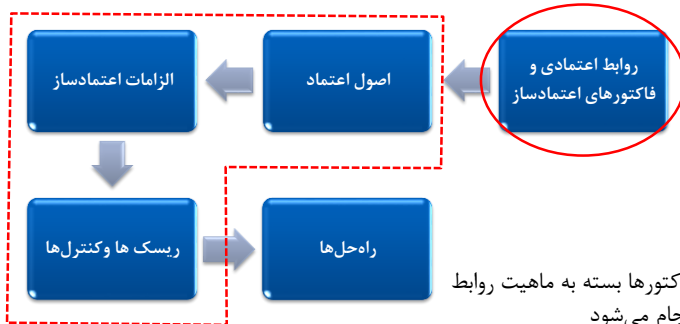 روابط اعتمادی و
فاکتورهای اعتمادساز
اصول اعتماد
الزامات اعتمادساز
ریسک ها وکنترل‌ها
راه‌حل‌ها
کتورها بسته به ماهیت روابط
جام می‌شود